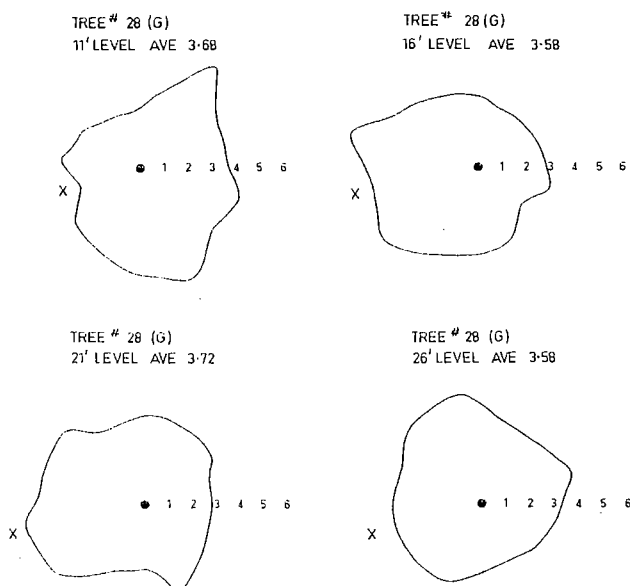 TREE # 28 (G)
11' LEVEL AVE 3·68
1 2 3 4 5 6
X
TREE # 28 (G)
16' LEVEL AVE 3·58
1 2 3 4 5 6
X
TREE # 28 (G)
21' LEVEL AVE 3·72
1 2 3 4 5 6
X
TREE # 28 (G)
26' LEVEL AVE 3·58
1 2 3 4 5 6
X